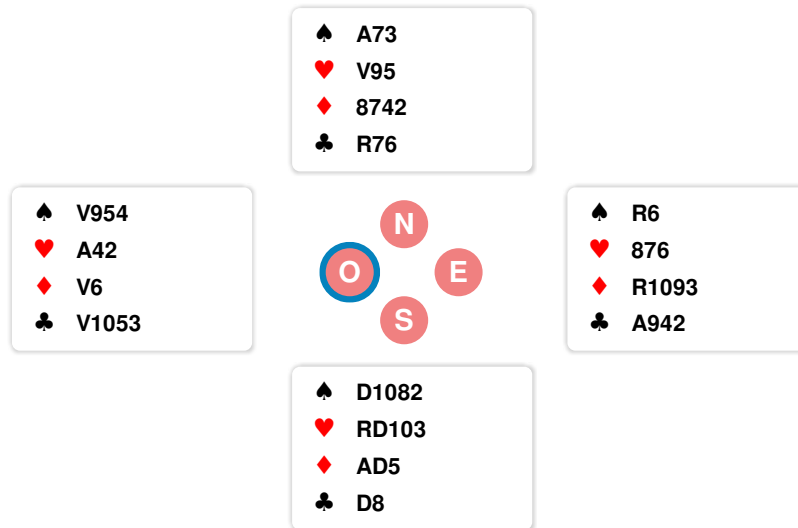 ♠ A73
♥ V95
♦ 8742
♣ R76
♠ V954
♥ A42
♦ V6
♣ V1053
N
O
E
S
♠ R6
♥ 876
♦ R1093
♣ A942
♠ D1082
♥ RD103
♦ AD5
♣ D8